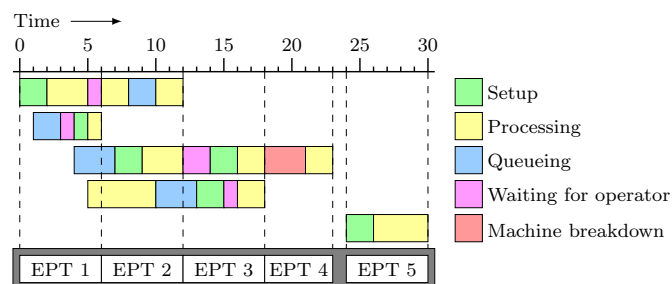 Time
0 5 10 15 20 25 30
Setup
Processing
Queueing
Waiting for operator
Machine breakdown
EPT 1 EPT 2 EPT 3 EPT 4 EPT 5